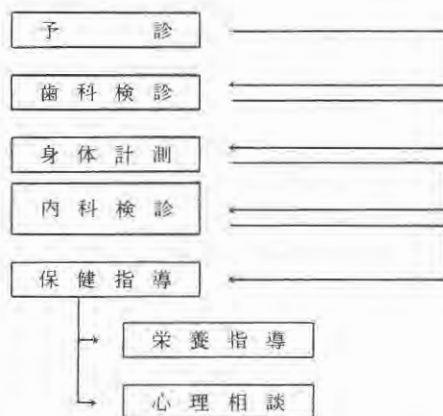 予診
歯科検診
身体計測
内科検診
保健指導
栄養指導
心理相談